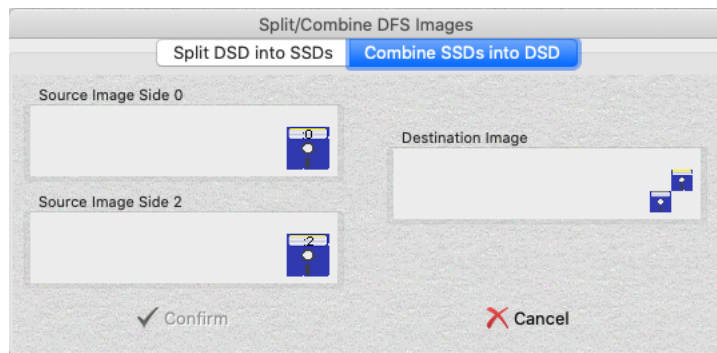 Split/Combine DFS Images
Split DSD into SSDs
Combine SSDs into DSD
Source Image Side 0
:0
Destination Image
Source Image Side 2
:2
Confirm
Cancel